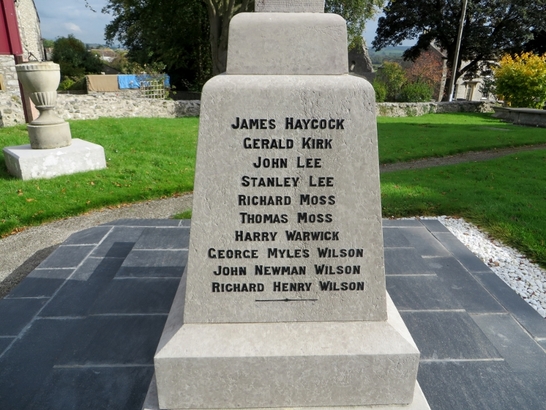 James Haycock
Gerald Kirk
John Lee
Stanley Lee
Richard Moss
Thomas Moss
Harry Warwick
George Myles Wilson
John Newman Wilson
Richard Henry Wilson